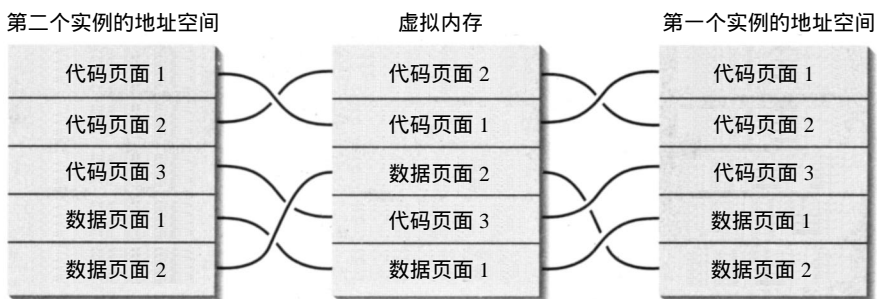 第二个实例的地址空间 虚拟内存 第一个实例的地址空间
代码页面 1 代码页面 2 代码页面 1
代码页面 2 代码页面 1 代码页面 2
代码页面 3 数据页面 2 代码页面 3
数据页面 1 代码页面 3 数据页面 1
数据页面 2 数据页面 1 数据页面 2